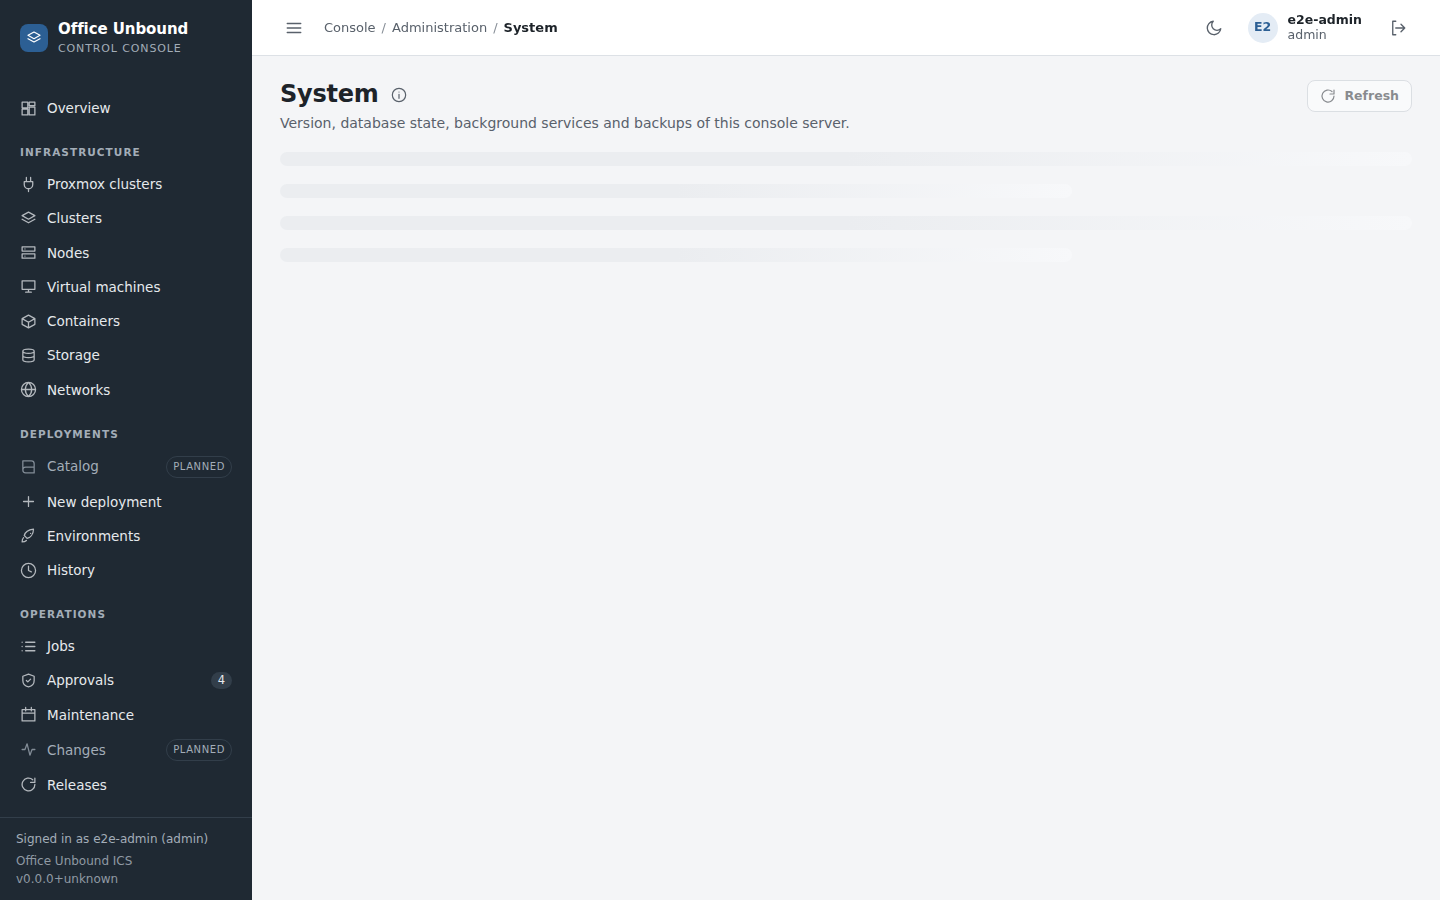 Office Unbound
CONTROL CONSOLE
Overview
INFRASTRUCTURE
Proxmox clusters
Clusters
Nodes
Virtual machines
Containers
Storage
Networks
DEPLOYMENTS
Catalog PLANNED
New deployment
Environments
History
OPERATIONS
Jobs
Approvals 4
Maintenance
Changes PLANNED
Releases
Signed in as e2e-admin (admin)
Office Unbound ICS
v0.0.0+unknown
Console / Administration / System
E2 e2e-admin
admin
System
Refresh
Version, database state, background services and backups of this console server.